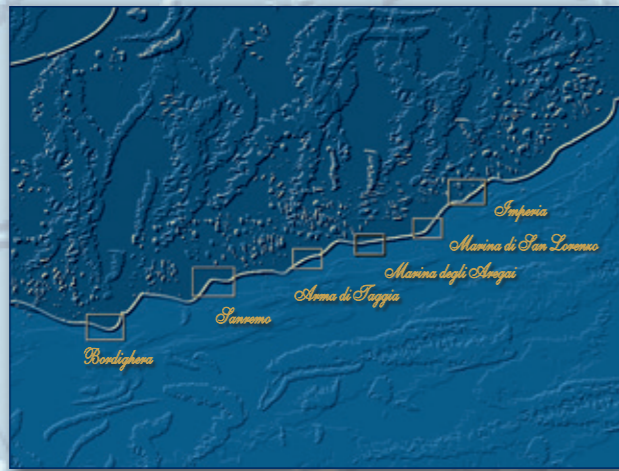 Imperia
Marina di San Lorenzo
Marina degli Aregai
Arma di Taggia
Sanremo
Bordighera